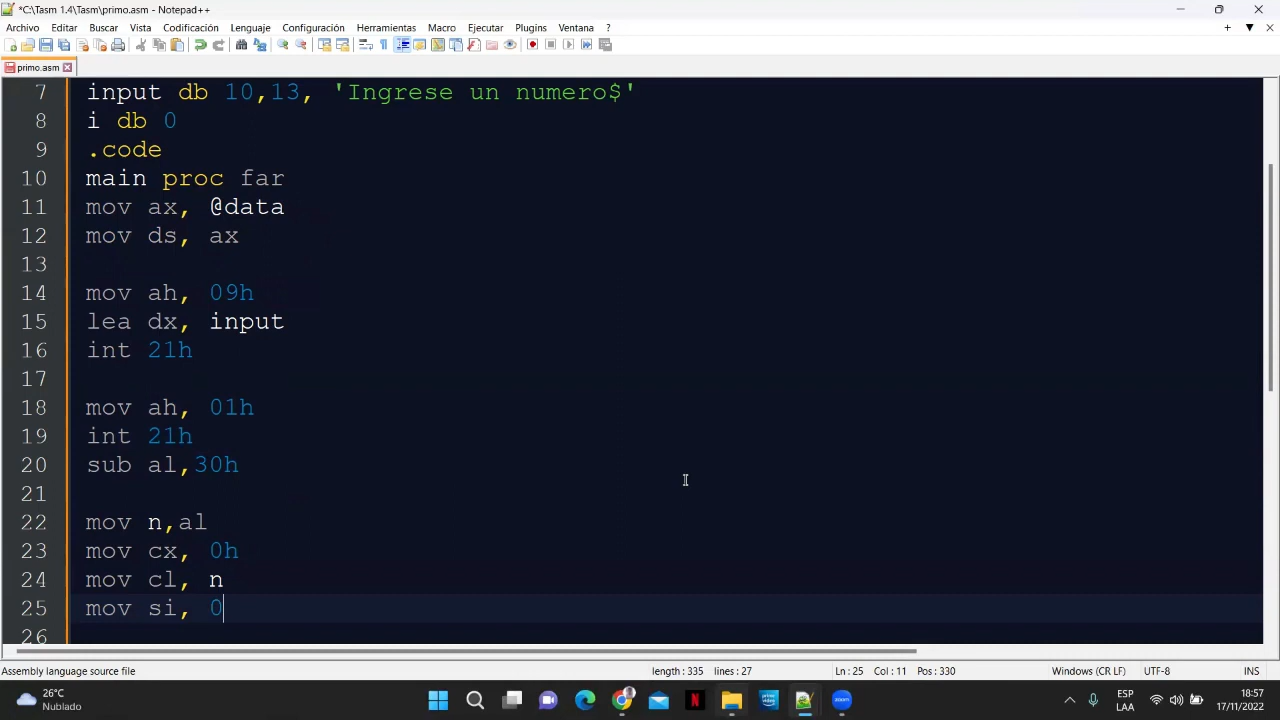 *C:\Tasm 1.4\Tasm\primo.asm - Notepad++
Archivo Editar Buscar Vista Codificación Lenguaje Configuración Herramientas Macro Ejecutar Plugins Ventana ?
primo.asm
7 input db 10,13, 'Ingrese un numero$'
8 i db 0
9 .code
10 main proc far
11 mov ax, @data
12 mov ds, ax
13
14 mov ah, 09h
15 lea dx, input
16 int 21h
17
18 mov ah, 01h
19 int 21h
20 sub al,30h
21
22 mov n,al
23 mov cx, 0h
24 mov cl, n
25 mov si, 0
26
Assembly language source file length : 335 lines : 27 Ln : 25 Col : 11 Pos : 330 Windows (CR LF) UTF-8 INS
26°C ESP 18:57
Nublado LAA 17/11/2022